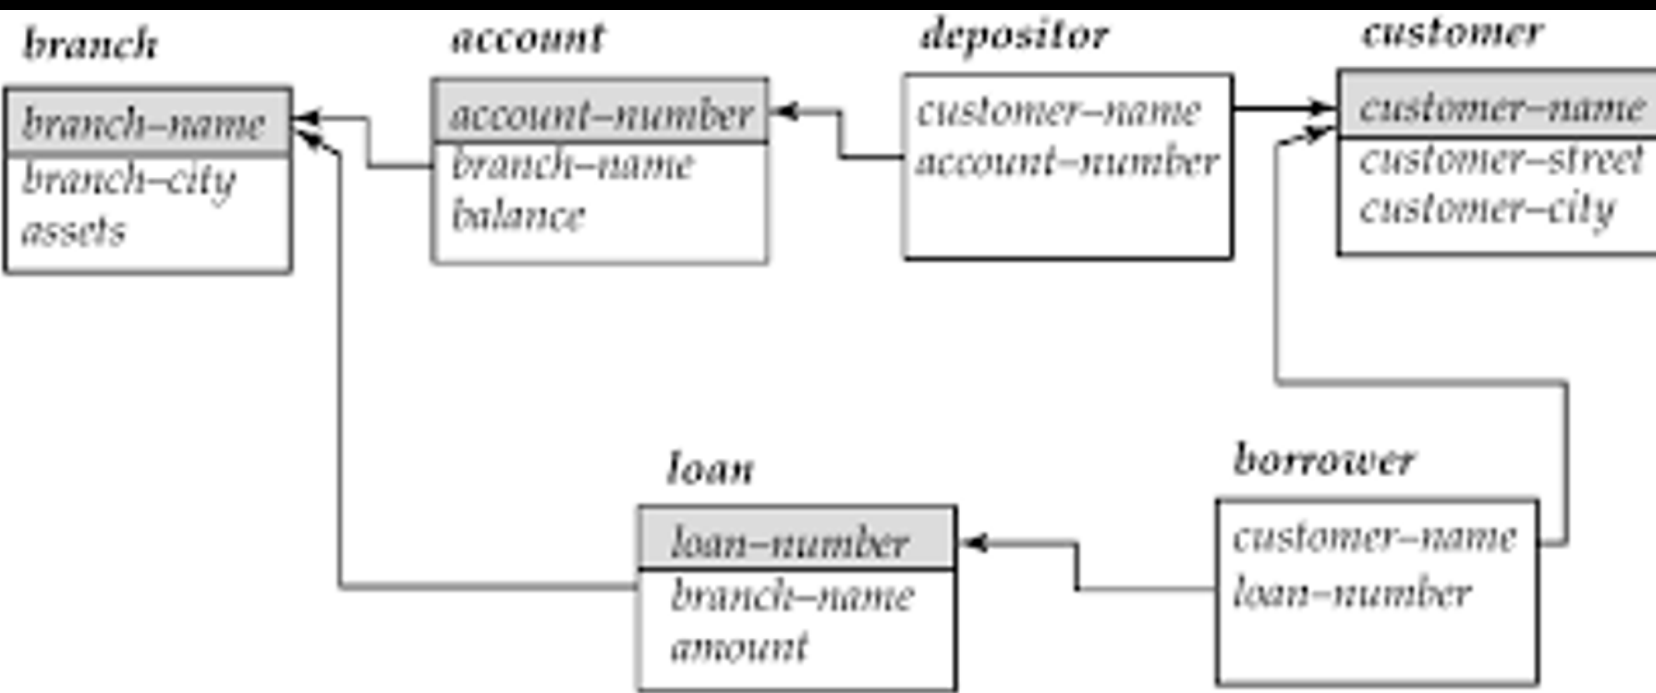 branch
branch–name
branch–city
assets
account
account–number
branch–name
balance
depositor
customer–name
account–number
customer
customer–name
customer–street
customer–city
loan
loan–number
branch–name
amount
borrower
customer–name
loan–number